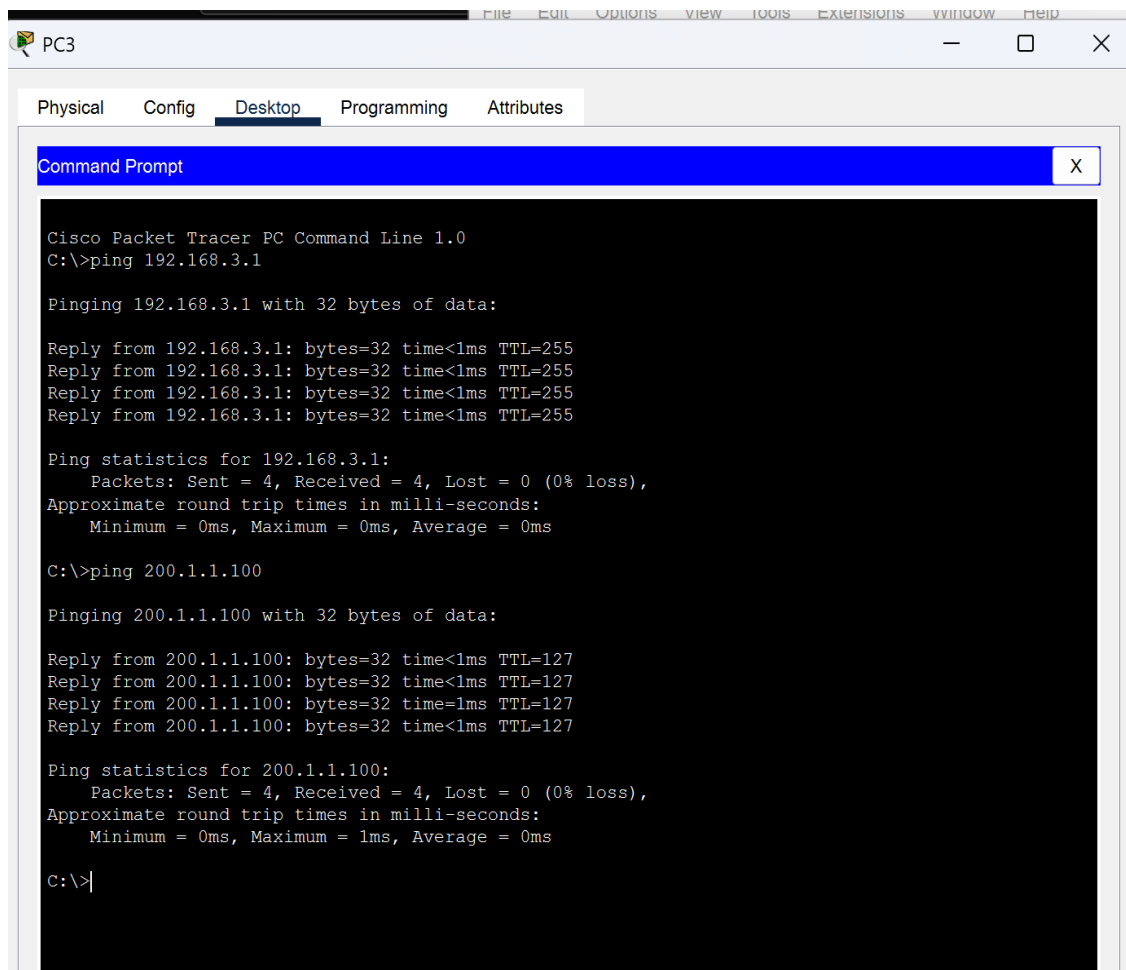 File Edit Options View Tools Extensions Window Help
PC3
Physical Config Desktop Programming Attributes
Command Prompt X
Cisco Packet Tracer PC Command Line 1.0
C:\>ping 192.168.3.1
Pinging 192.168.3.1 with 32 bytes of data:
Reply from 192.168.3.1: bytes=32 time<1ms TTL=255
Reply from 192.168.3.1: bytes=32 time<1ms TTL=255
Reply from 192.168.3.1: bytes=32 time<1ms TTL=255
Reply from 192.168.3.1: bytes=32 time<1ms TTL=255
Ping statistics for 192.168.3.1:
Packets: Sent = 4, Received = 4, Lost = 0 (0% loss),
Approximate round trip times in milli-seconds:
Minimum = 0ms, Maximum = 0ms, Average = 0ms
C:\>ping 200.1.1.100
Pinging 200.1.1.100 with 32 bytes of data:
Reply from 200.1.1.100: bytes=32 time<1ms TTL=127
Reply from 200.1.1.100: bytes=32 time<1ms TTL=127
Reply from 200.1.1.100: bytes=32 time=1ms TTL=127
Reply from 200.1.1.100: bytes=32 time<1ms TTL=127
Ping statistics for 200.1.1.100:
Packets: Sent = 4, Received = 4, Lost = 0 (0% loss),
Approximate round trip times in milli-seconds:
Minimum = 0ms, Maximum = 1ms, Average = 0ms
C:\>